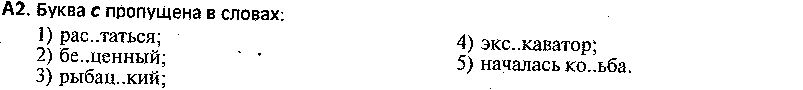 А2. Буква с пропущена в словах:
1) рас..таться;
2) бе..ценный;
3) рыбац..кий;
4) экс..каватор;
5) началась ко..ьба.